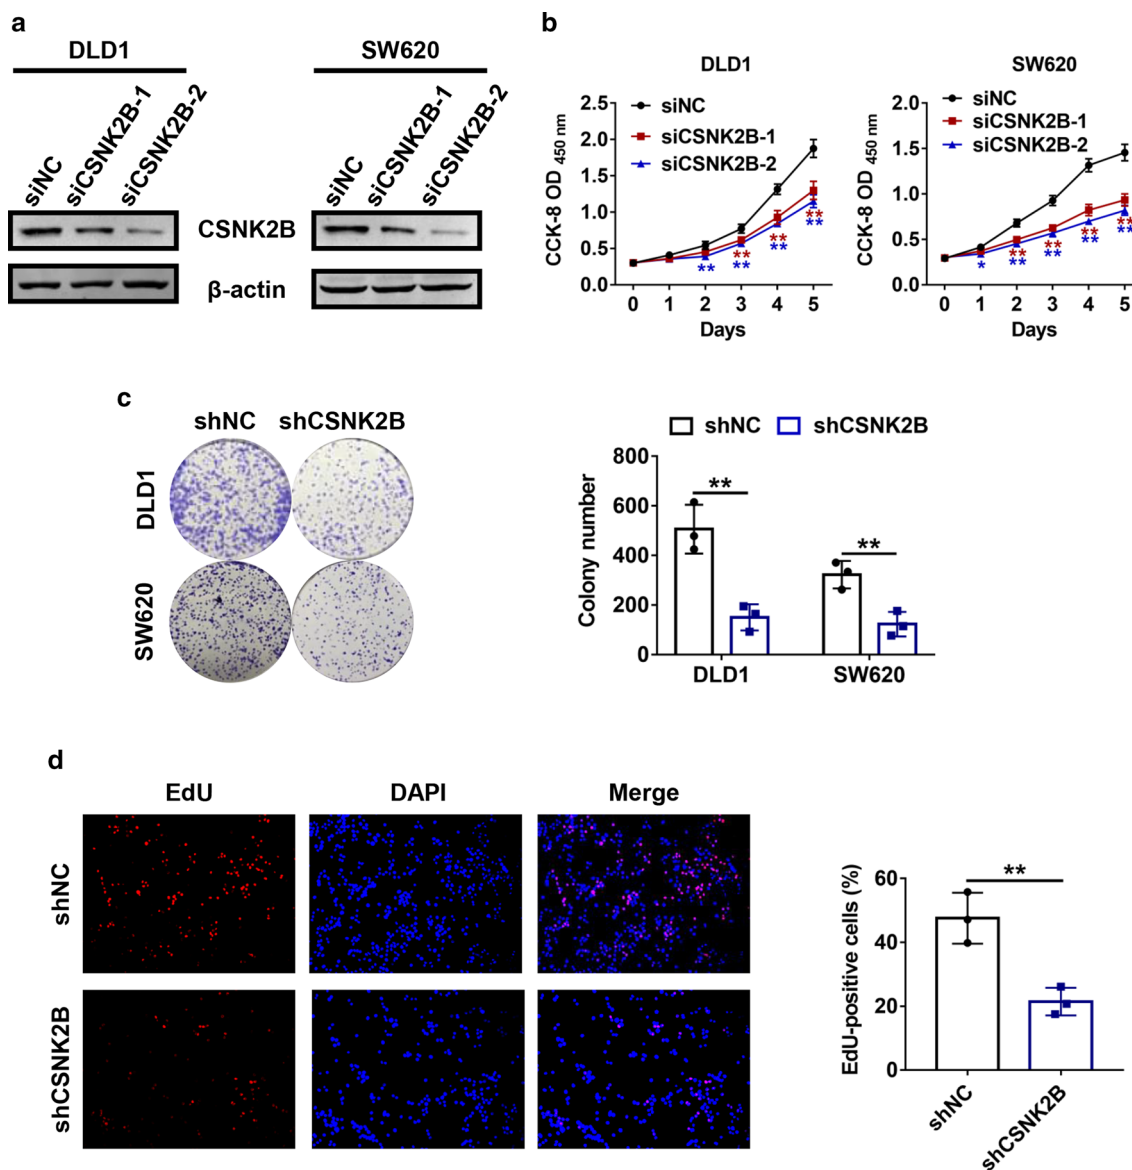 a
DLD1
SW620
siNC
siCSNK2B-1
siCSNK2B-2
siNC
siCSNK2B-1
siCSNK2B-2
CSNK2B
β-actin
b
DLD1
CCK-8 OD 450 nm
2.5
2.0
1.5
1.0
0.5
0.0
siNC
siCSNK2B-1
siCSNK2B-2
**
**
**
**
**
**
**
0 1 2 3 4 5
Days
SW620
CCK-8 OD 450 nm
2.0
1.5
1.0
0.5
0.0
siNC
siCSNK2B-1
siCSNK2B-2
*
**
**
**
**
**
**
**
**
0 1 2 3 4 5
Days
c
shNC shCSNK2B
DLD1
SW620
shNC shCSNK2B
Colony number
800
600
400
200
0
**
**
DLD1 SW620
d
EdU DAPI Merge
shNC
shCSNK2B
EdU-positive cells (%)
60
40
20
0
**
shNC
shCSNK2B